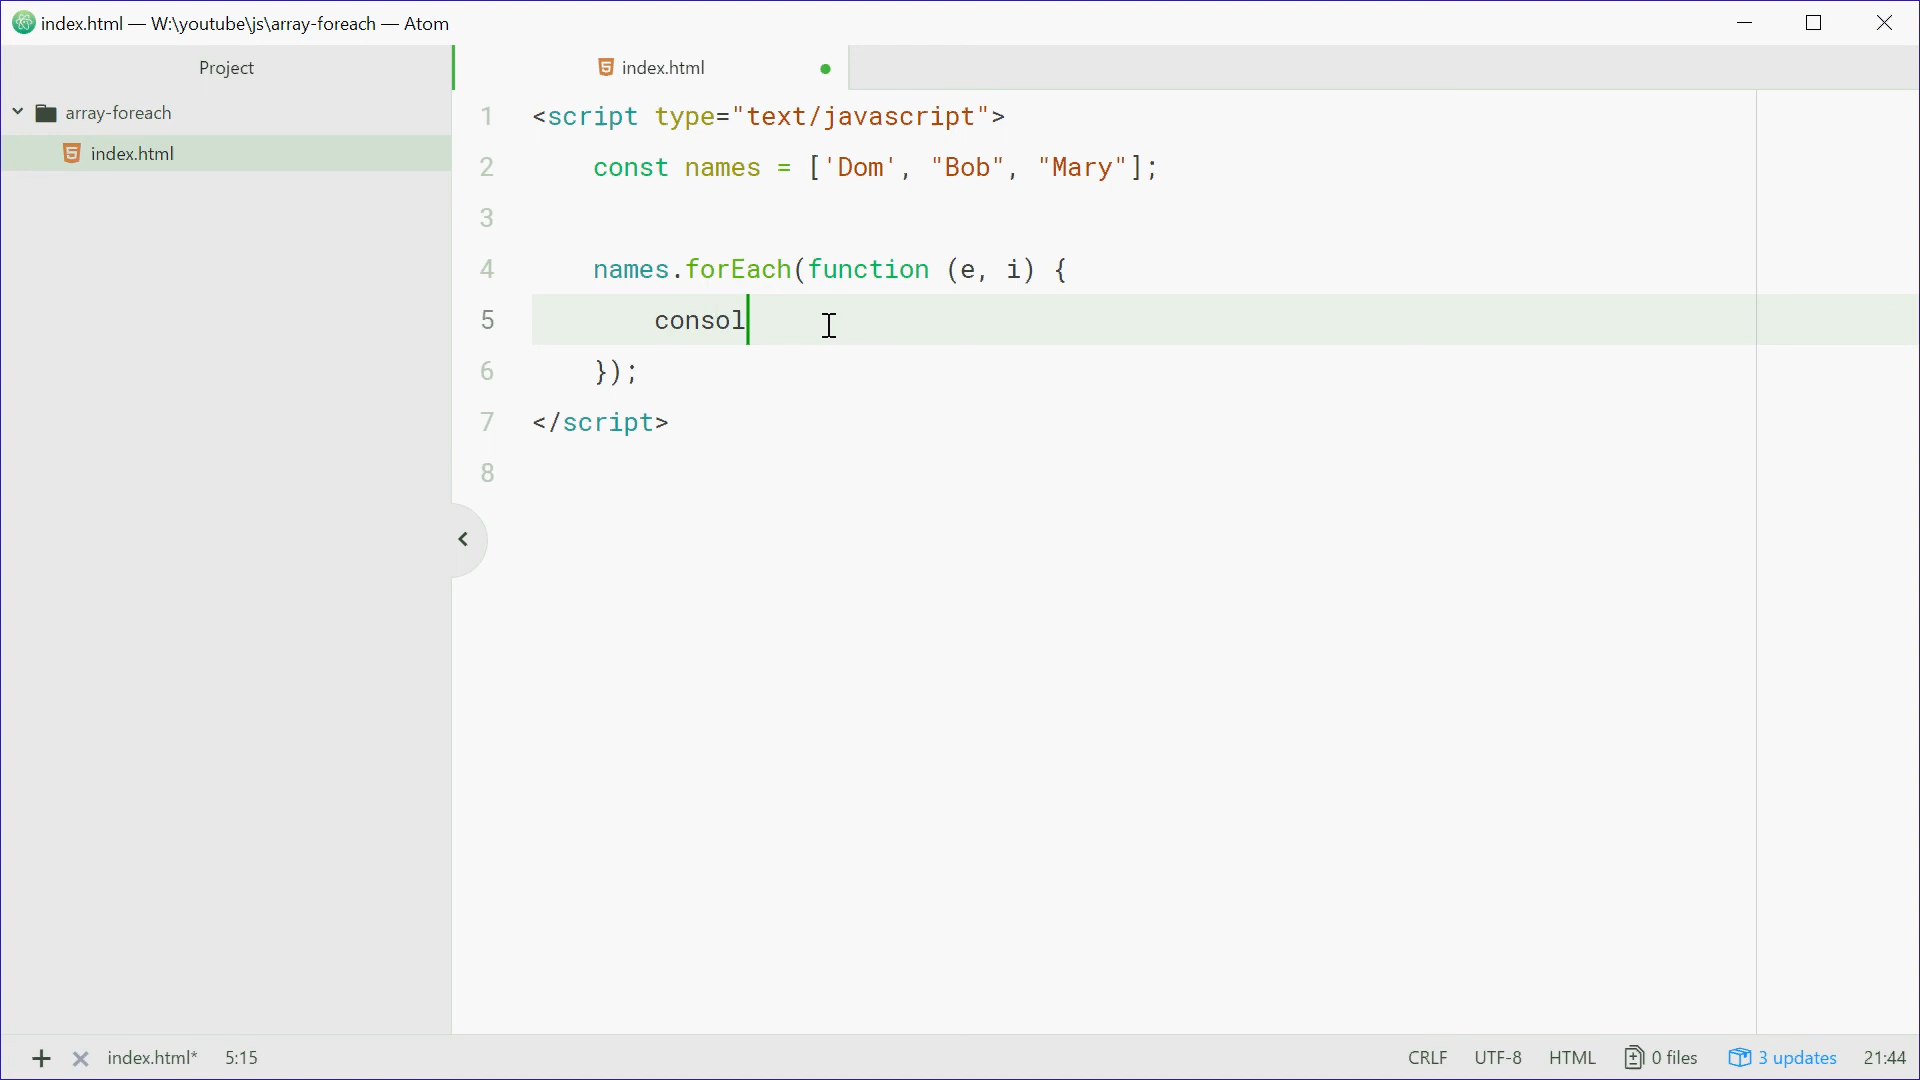 index.html — W:\youtube\js\array-foreach — Atom
Project
index.html
array-foreach
index.html
1 <script type="text/javascript">
2 const names = ['Dom', "Bob", "Mary"];
3
4 names.forEach(function (e, i) {
5 consol
6 });
7 </script>
8
index.html* 5:15 CRLF UTF-8 HTML 0 files 3 updates 21:44